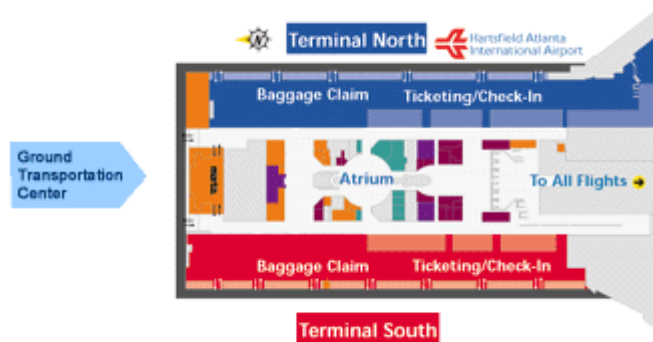 N
Terminal North
Hartsfield Atlanta
International Airport
Baggage Claim
Ticketing/Check-In
Ground
Transportation
Center
marta
Atrium
To All Flights
Baggage Claim
Ticketing/Check-In
Terminal South